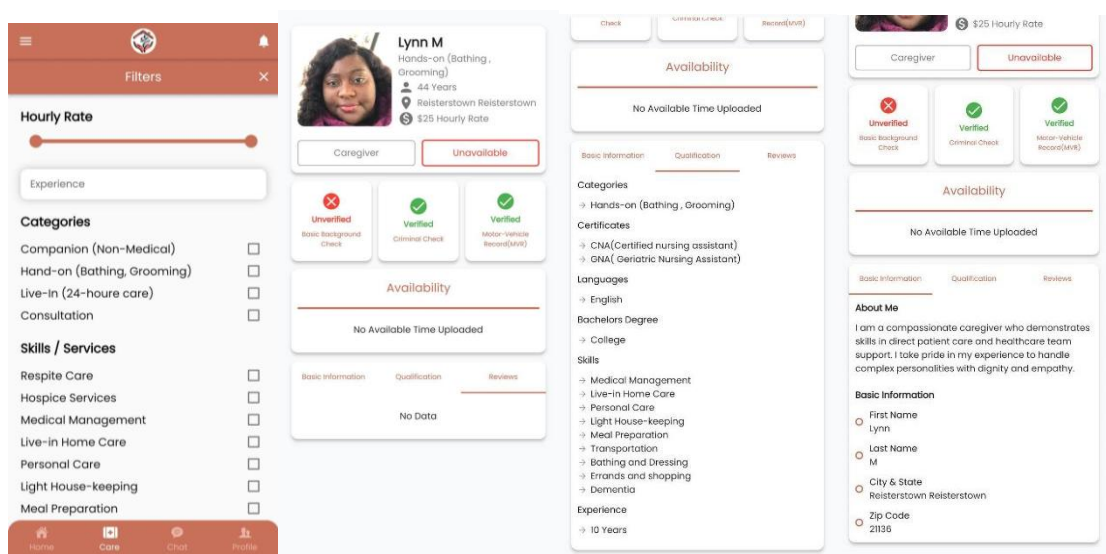 Filters
Hourly Rate
Experience
Categories
Companion (Non-Medical)
Hand-on (Bathing, Grooming)
Live-In (24-houre care)
Consultation
Skills / Services
Respite Care
Hospice Services
Medical Management
Live-in Home Care
Personal Care
Light House-keeping
Meal Preparation
Home Care Chat Profile
Lynn M
Hands-on (Bathing ,
Grooming)
44 Years
Reisterstown Reisterstown
$25 Hourly Rate
Caregiver Unavailable
Unverified Verified Verified
Basic Background
Check
Criminal Check
Motor-Vehicle
Record(MVR)
Availability
No Available Time Uploaded
Basic Information Qualification Reviews
No Data
Check Criminal Check Record(MVR)
Availability
No Available Time Uploaded
Basic Information Qualification Reviews
Categories
→ Hands-on (Bathing , Grooming)
Certificates
→ CNA(Certified nursing assistant)
→ GNA( Geriatric Nursing Assistant)
Languages
→ English
Bachelors Degree
→ College
Skills
→ Medical Management
→ Live-in Home Care
→ Personal Care
→ Light House-keeping
→ Meal Preparation
→ Transportation
→ Bathing and Dressing
→ Errands and shopping
→ Dementia
Experience
→ 10 Years
$25 Hourly Rate
Caregiver Unavailable
Unverified Verified Verified
Basic Background
Check
Criminal Check
Motor-Vehicle
Record(MVR)
Availability
No Available Time Uploaded
Basic Information Qualification Reviews
About Me
I am a compassionate caregiver who demonstrates
skills in direct patient care and healthcare team
support. I take pride in my experience to handle
complex personalities with dignity and empathy.
Basic Information
First Name
Lynn
Last Name
M
City & State
Reisterstown Reisterstown
Zip Code
21136